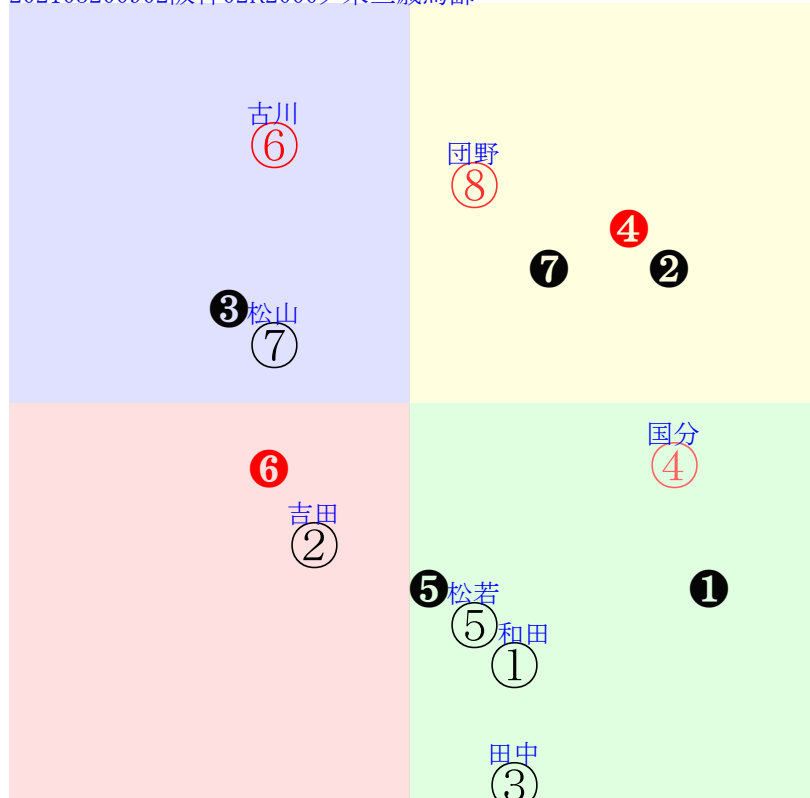 古川
⑥
団野
⑧
❹
❼
❷
❸
松山
⑦
国分
④
❻
吉田
②
❺
松若
⑤
❶
和田
①
田中
③